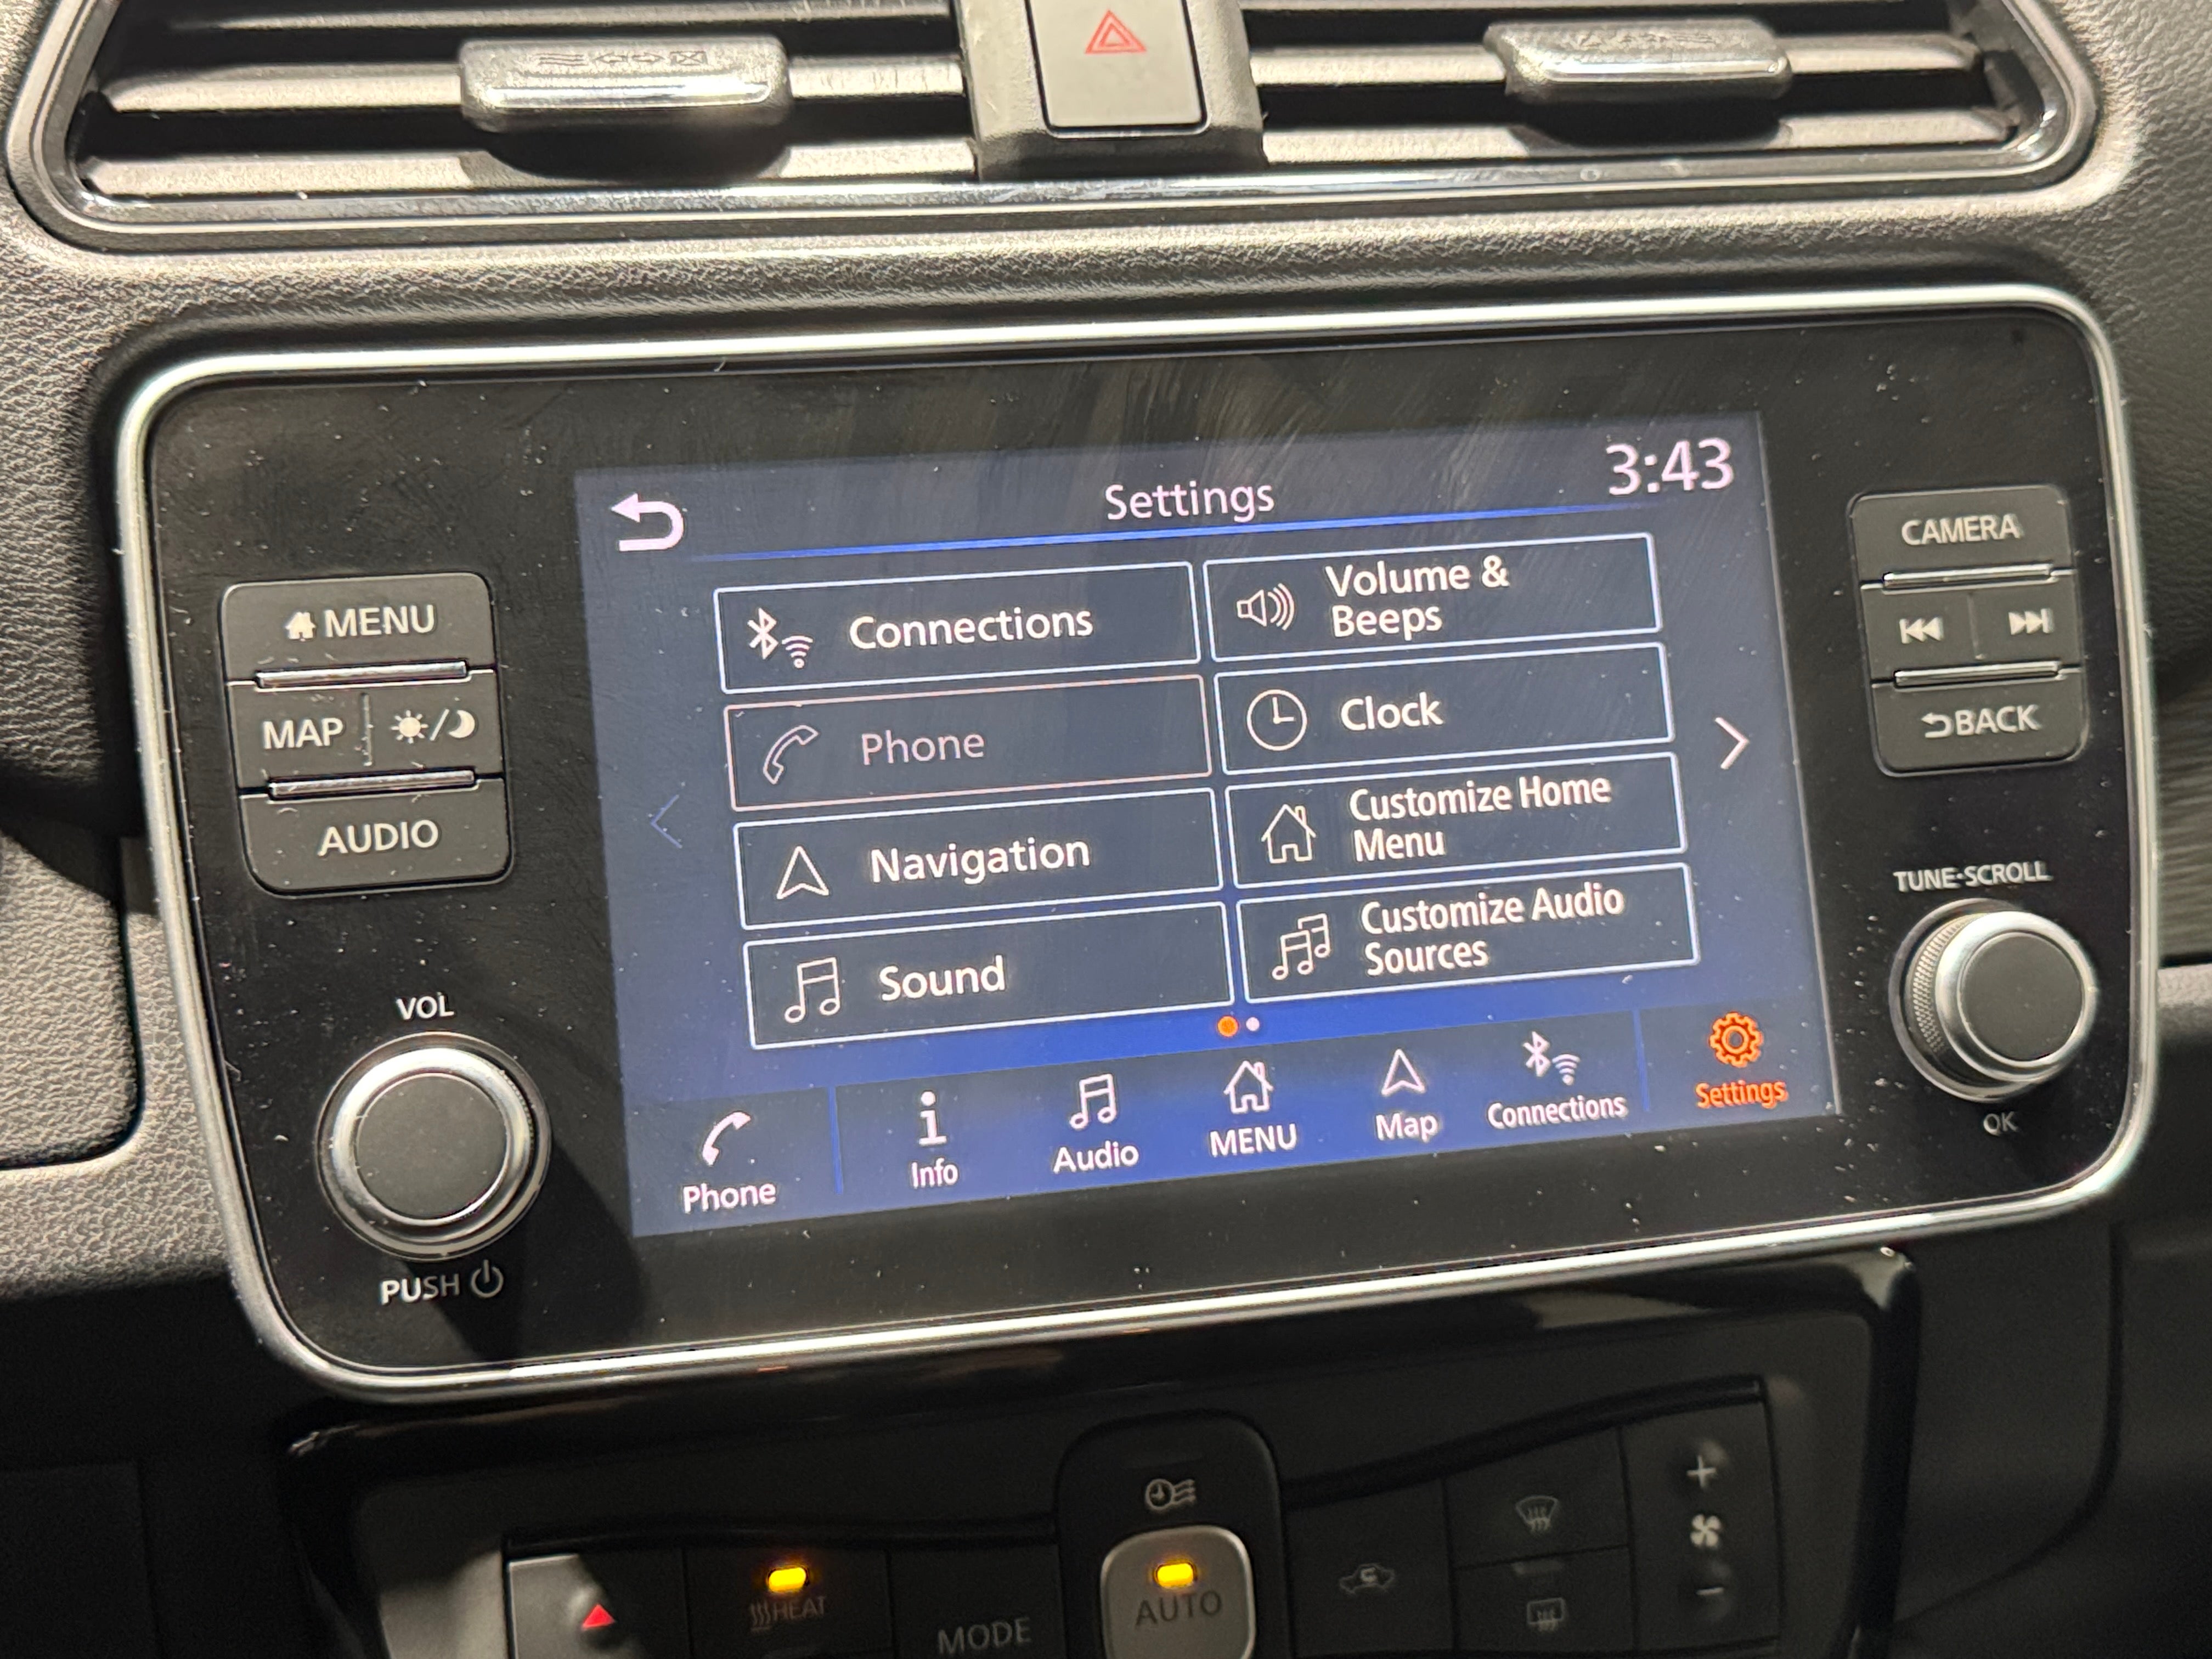 Settings
3:43
MENU
MAP
AUDIO
VOL
PUSH
Connections
Phone
Navigation
Sound
Volume &
Beeps
Clock
Customize Home
Menu
Customize Audio
Sources
Phone
Info
Audio
MENU
Map
Connections
Settings
CAMERA
BACK
TUNE·SCROLL
OK
HEAT
MODE
AUTO